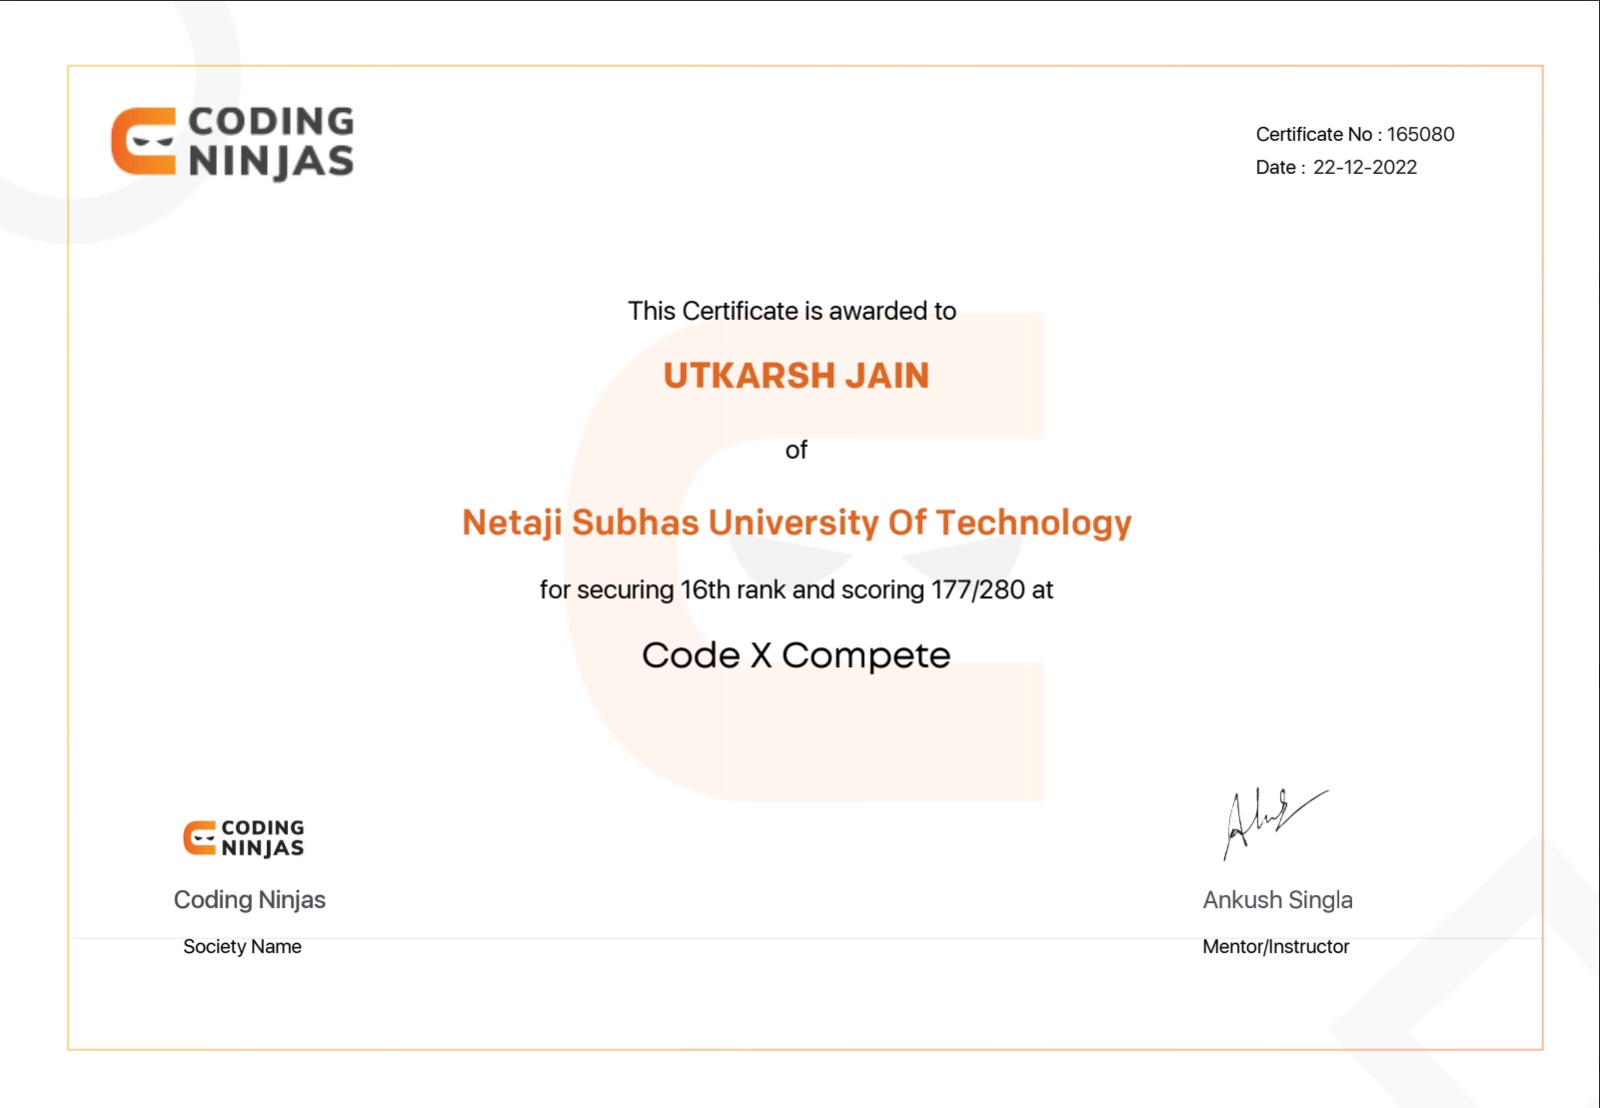 CODING
NINJAS
Certificate No : 165080
Date : 22-12-2022
This Certificate is awarded to
UTKARSH JAIN
of
Netaji Subhas University Of Technology
for securing 16th rank and scoring 177/280 at
Code X Compete
CODING
NINJAS
Coding Ninjas
Society Name
Ankush Singla
Mentor/Instructor